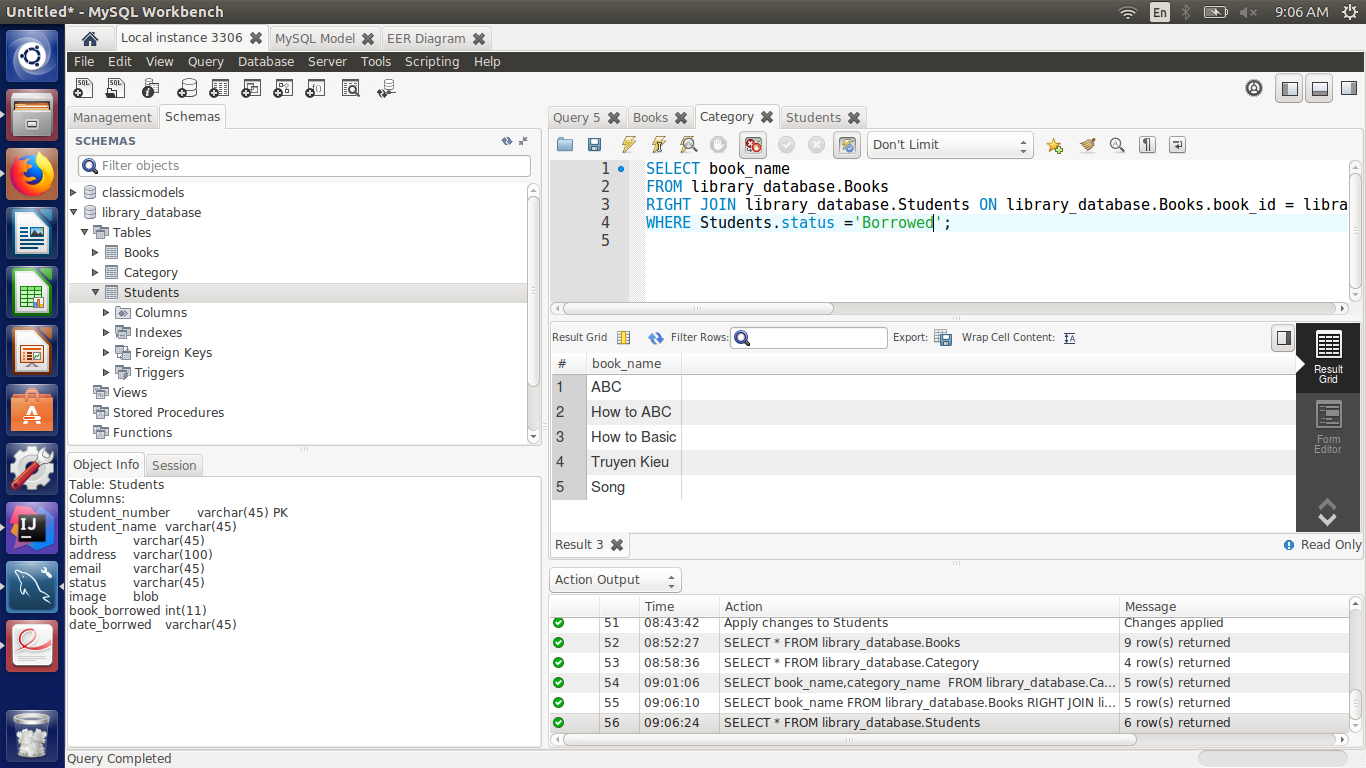 Untitled* - MySQL Workbench
En
9:06 AM
Local instance 3306
MySQL Model
EER Diagram
File Edit View Query Database Server Tools Scripting Help
Management Schemas
SCHEMAS
Filter objects
classicmodels
library_database
Tables
Books
Category
Students
Columns
Indexes
Foreign Keys
Triggers
Views
Stored Procedures
Functions
Object Info Session
Table: Students
Columns:
student_number varchar(45) PK
student_name varchar(45)
birth varchar(45)
address varchar(100)
email varchar(45)
status varchar(45)
image blob
book_borrowed int(11)
date_borrwed varchar(45)
Query 5 Books Category Students
Don't Limit
1 SELECT book_name
2 FROM library_database.Books
3 RIGHT JOIN library_database.Students ON library_database.Books.book_id = libra
4 WHERE Students.status ='Borrowed';
5
Result Grid Filter Rows: Export: Wrap Cell Content:
# book_name
1 ABC
2 How to ABC
3 How to Basic
4 Truyen Kieu
5 Song
Result Grid
Form Editor
Result 3
Read Only
Action Output
Time Action Message
51 08:43:42 Apply changes to Students Changes applied
52 08:52:27 SELECT * FROM library_database.Books 9 row(s) returned
53 08:58:36 SELECT * FROM library_database.Category 4 row(s) returned
54 09:01:06 SELECT book_name,category_name FROM library_database.Ca... 5 row(s) returned
55 09:06:10 SELECT book_name FROM library_database.Books RIGHT JOIN li... 5 row(s) returned
56 09:06:24 SELECT * FROM library_database.Students 6 row(s) returned
Query Completed